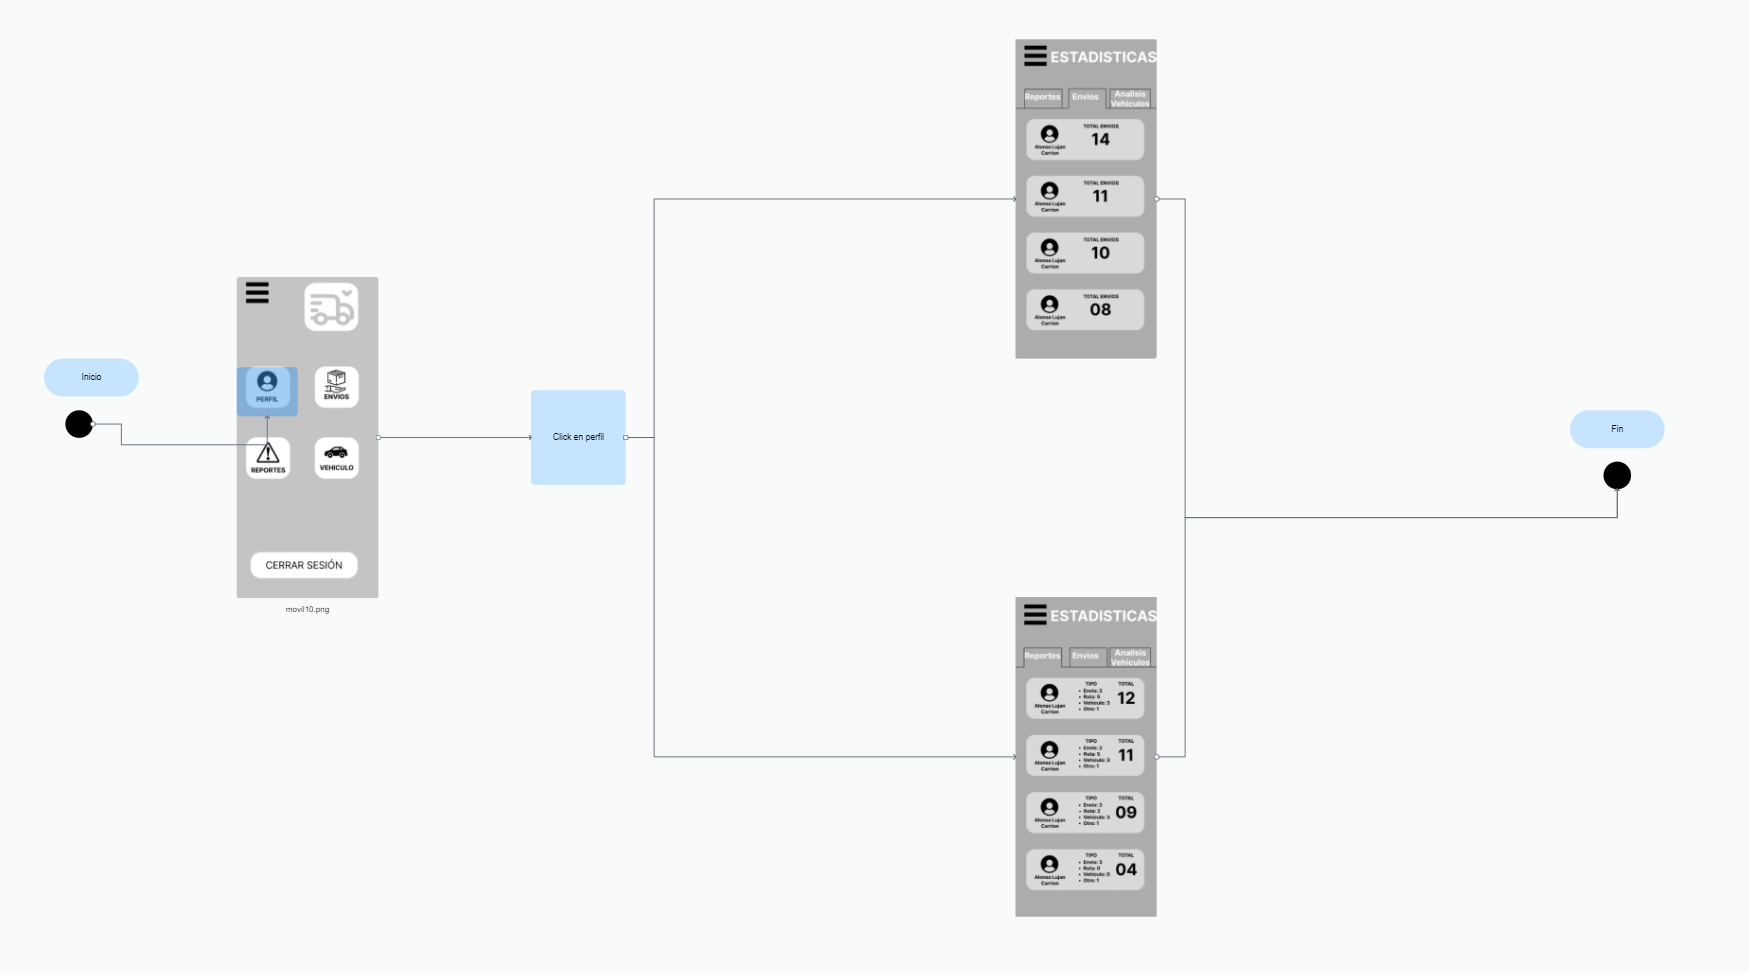 Inicio
PERFIL
ENVIOS
REPORTES
VEHICULO
CERRAR SESIÓN
movil10.png
Click en perfil
ESTADISTICAS
Reportes
Envios
Analisis
Vehiculos
TOTAL ENVIOS
14
Alonso Lujan
Carrion
TOTAL ENVIOS
11
Alonso Lujan
Carrion
TOTAL ENVIOS
10
Alonso Lujan
Carrion
TOTAL ENVIOS
08
Alonso Lujan
Carrion
ESTADISTICAS
Reportes
Envios
Analisis
Vehiculos
Alonso Lujan
Carrion
TIPO
• Envio: 3
• Ruta: 5
• Vehiculo: 3
• Otro: 1
TOTAL
12
Alonso Lujan
Carrion
TIPO
• Envio: 2
• Ruta: 5
• Vehiculo: 3
• Otro: 1
TOTAL
11
Alonso Lujan
Carrion
TIPO
• Envio: 3
• Ruta: 2
• Vehiculo: 3
• Otro: 1
TOTAL
09
Alonso Lujan
Carrion
TIPO
• Envio: 3
• Ruta: 0
• Vehiculo: 0
• Otro: 1
TOTAL
04
Fin